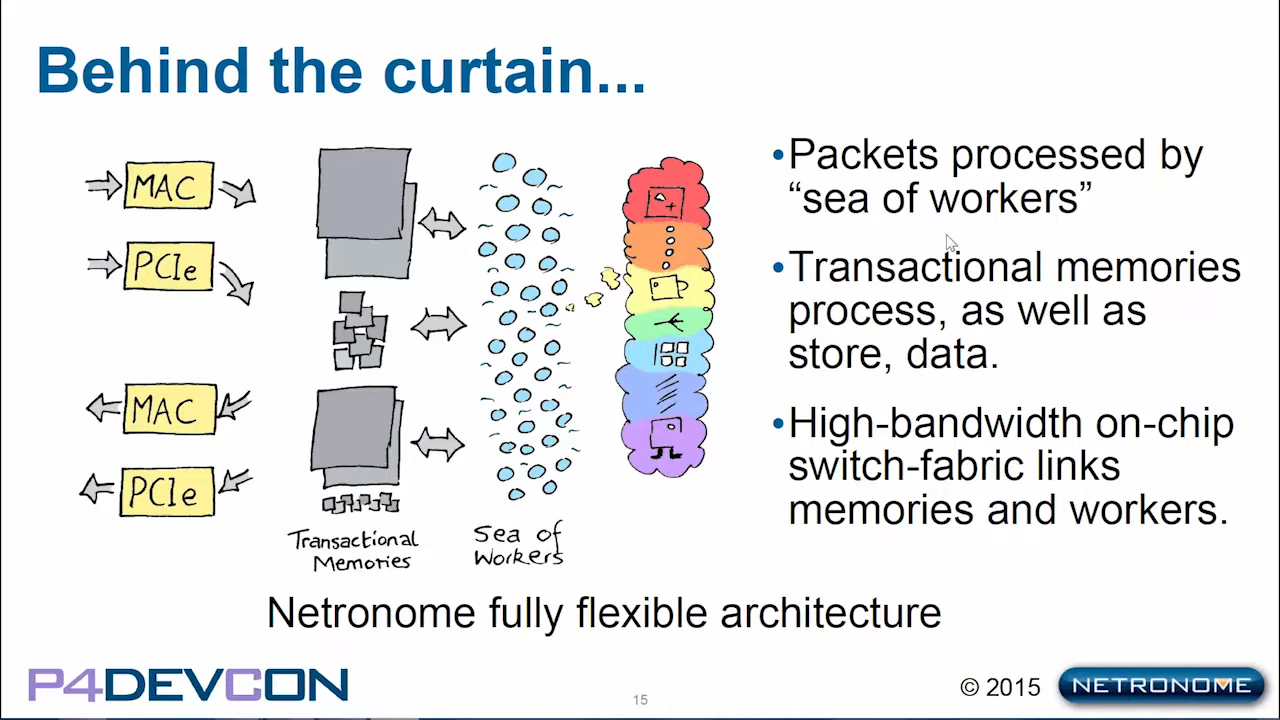 Behind the curtain...
MAC
PCIe
MAC
PCIe
Transactional
Memories
Sea of
Workers
•Packets processed by
“sea of workers”
•Transactional memories
process, as well as
store, data.
•High-bandwidth on-chip
switch-fabric links
memories and workers.
Netronome fully flexible architecture
P4DEVCON
15
© 2015
NETRONOME